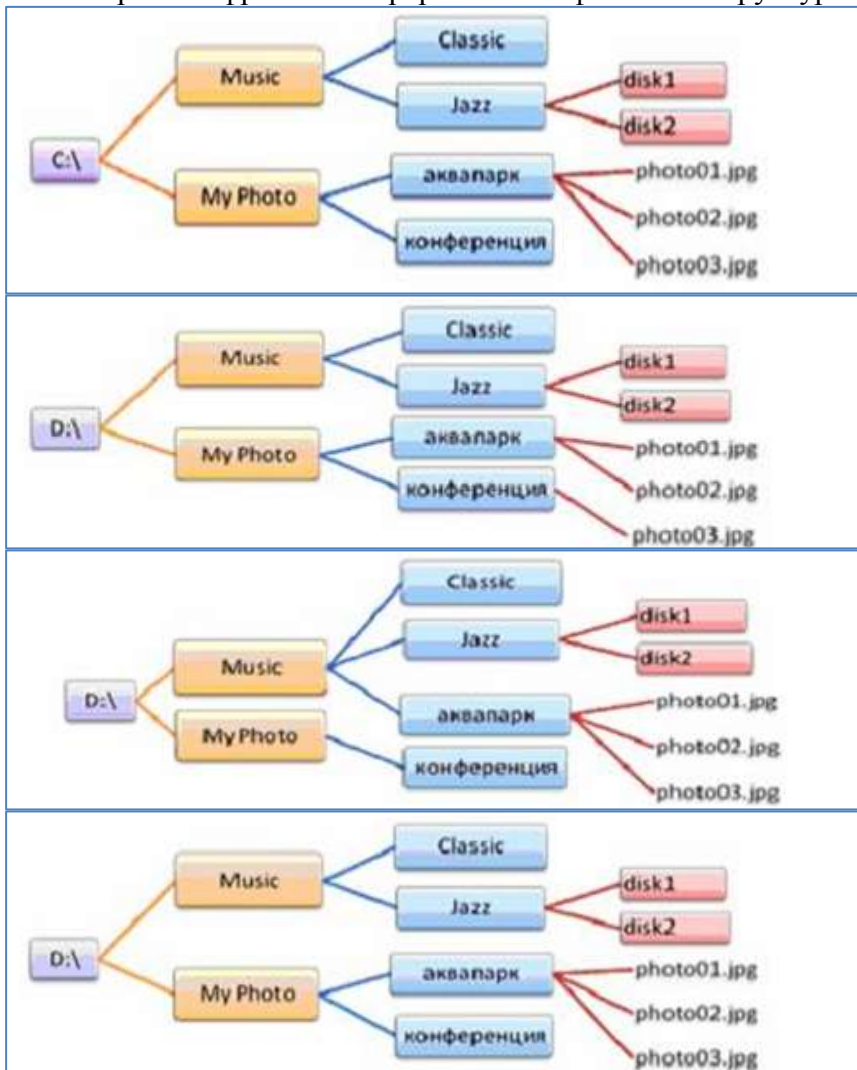 Classic
Music
disk1
Jazz
disk2
C:\
аквапарк
photo01.jpg
My Photo
photo02.jpg
конференция
photo03.jpg
Classic
Music
disk1
Jazz
disk2
D:\
аквапарк
photo01.jpg
My Photo
конференция
photo02.jpg
photo03.jpg
Classic
disk1
Jazz
disk2
Music
D:\
аквапарк
photo01.jpg
My Photo
photo02.jpg
конференция
photo03.jpg
Classic
Music
disk1
Jazz
disk2
D:\
аквапарк
photo01.jpg
My Photo
photo02.jpg
конференция
photo03.jpg